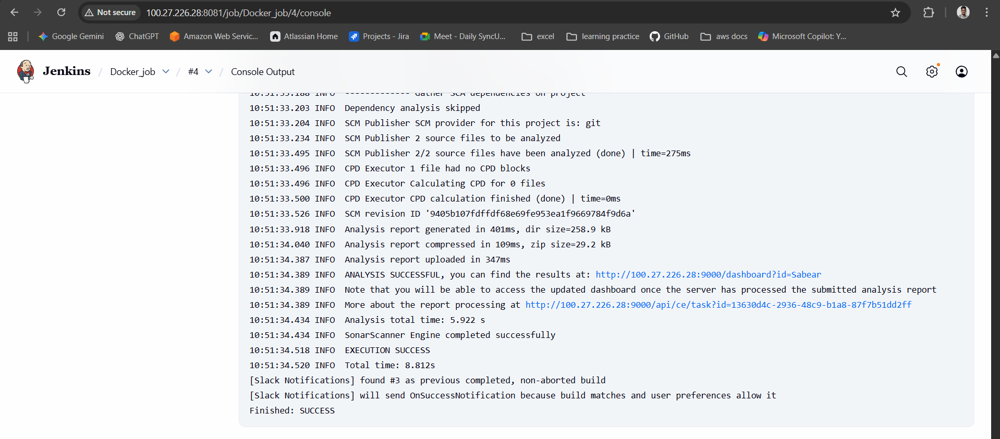 Not secure 100.27.226.28:8081/job/Docker_job/4/console
Google Gemini ChatGPT Amazon Web Servic... Atlassian Home Projects - Jira Meet - Daily SyncU... excel learning practice GitHub aws docs Microsoft Copilot: Y...
Jenkins / Docker_job / #4 / Console Output
10:51:33.188 INFO  ------------- Gather SCA dependencies on project
10:51:33.203 INFO  Dependency analysis skipped
10:51:33.204 INFO  SCM Publisher SCM provider for this project is: git
10:51:33.234 INFO  SCM Publisher 2 source files to be analyzed
10:51:33.495 INFO  SCM Publisher 2/2 source files have been analyzed (done) | time=275ms
10:51:33.496 INFO  CPD Executor 1 file had no CPD blocks
10:51:33.496 INFO  CPD Executor Calculating CPD for 0 files
10:51:33.500 INFO  CPD Executor CPD calculation finished (done) | time=0ms
10:51:33.526 INFO  SCM revision ID '9405b107fdffdf68e69fe953ea1f9669784f9d6a'
10:51:33.918 INFO  Analysis report generated in 401ms, dir size=258.9 kB
10:51:34.040 INFO  Analysis report compressed in 109ms, zip size=29.2 kB
10:51:34.387 INFO  Analysis report uploaded in 347ms
10:51:34.389 INFO  ANALYSIS SUCCESSFUL, you can find the results at: http://100.27.226.28:9000/dashboard?id=Sabear
10:51:34.389 INFO  Note that you will be able to access the updated dashboard once the server has processed the submitted analysis report
10:51:34.389 INFO  More about the report processing at http://100.27.226.28:9000/api/ce/task?id=13630d4c-2936-48c9-b1a8-87f7b51dd2ff
10:51:34.434 INFO  Analysis total time: 5.922 s
10:51:34.434 INFO  SonarScanner Engine completed successfully
10:51:34.518 INFO  EXECUTION SUCCESS
10:51:34.520 INFO  Total time: 8.812s
[Slack Notifications] found #3 as previous completed, non-aborted build
[Slack Notifications] will send OnSuccessNotification because build matches and user preferences allow it
Finished: SUCCESS